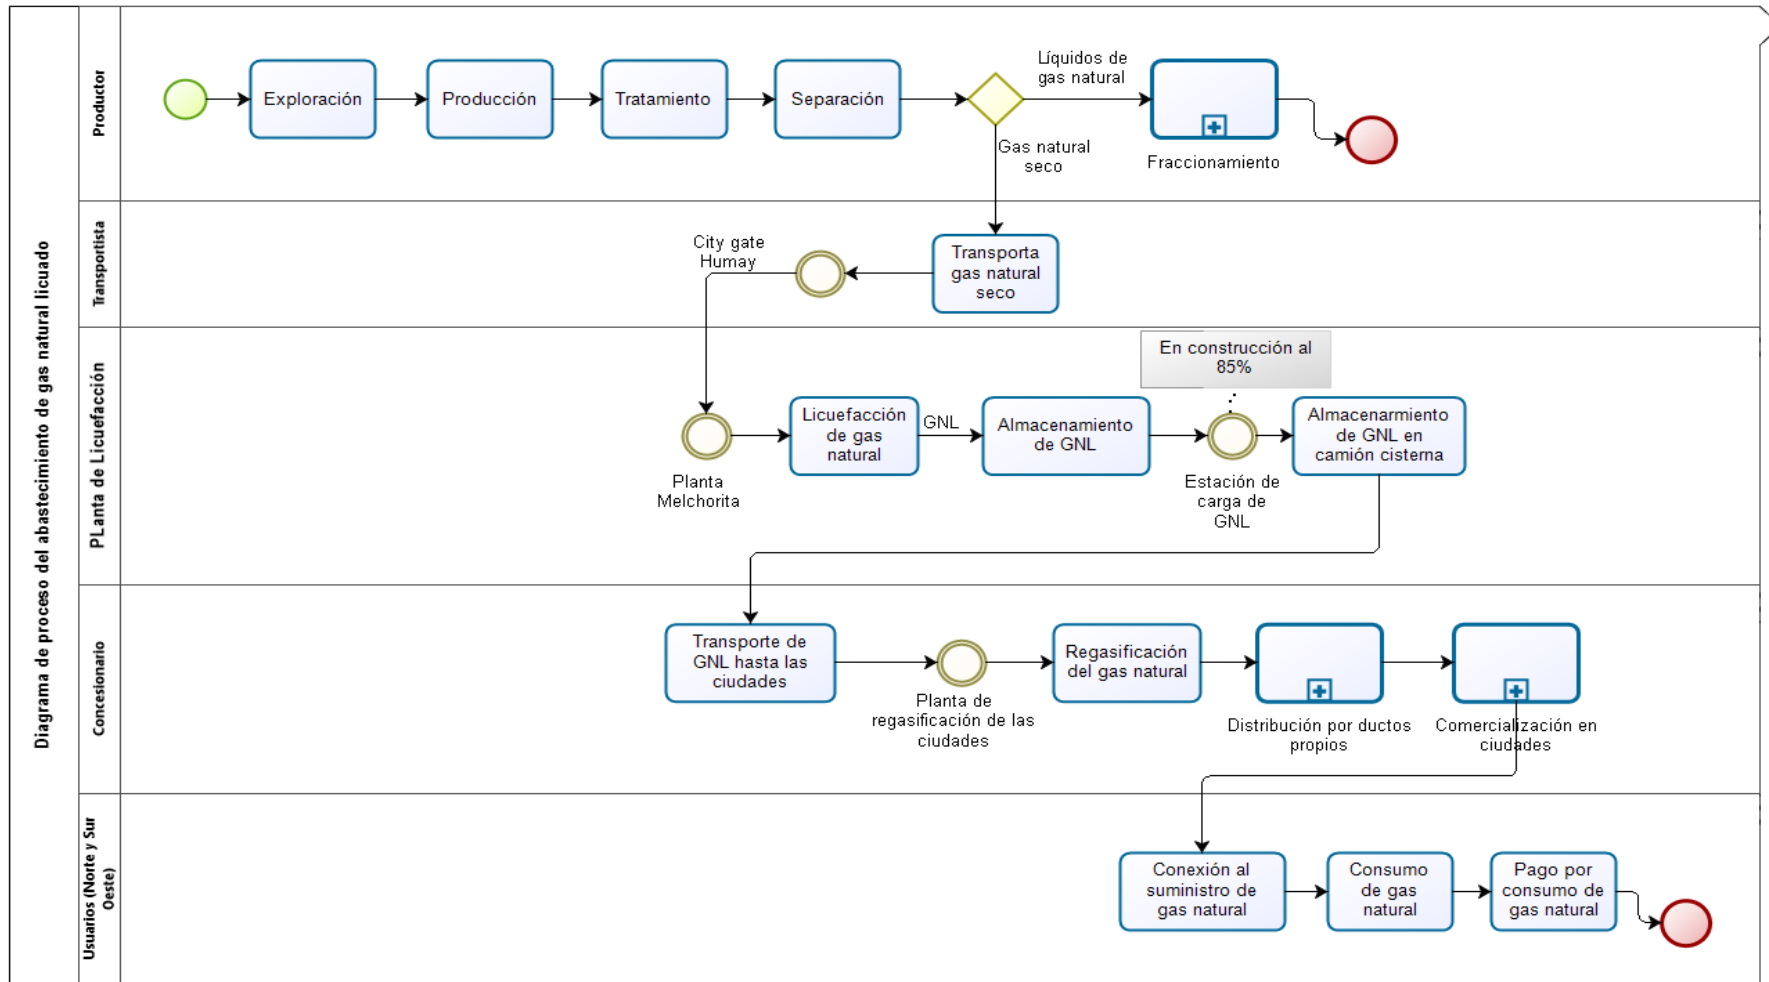 Diagrama de proceso del abastecimiento de gas natural licuado
Productor
Exploración
Producción
Tratamiento
Separación
Líquidos de
gas natural
Gas natural
seco
Fraccionamiento
Transportista
City gate
Humay
Transporta
gas natural
seco
PLanta de Licuefacción
En construcción al
85%
Planta
Melchorita
Licuefacción
de gas
natural
GNL
Almacenamiento
de GNL
Estación de
carga de
GNL
Almacenarmiento
de GNL en
camión cisterna
Concesionario
Transporte de
GNL hasta las
ciudades
Planta de
regasificación de las
ciudades
Regasificación
del gas natural
Distribución por ductos
propios
Comercialización en
ciudades
Usuarios (Norte y Sur
Oeste)
Conexión al
suministro de
gas natural
Consumo
de gas
natural
Pago por
consumo de
gas natural